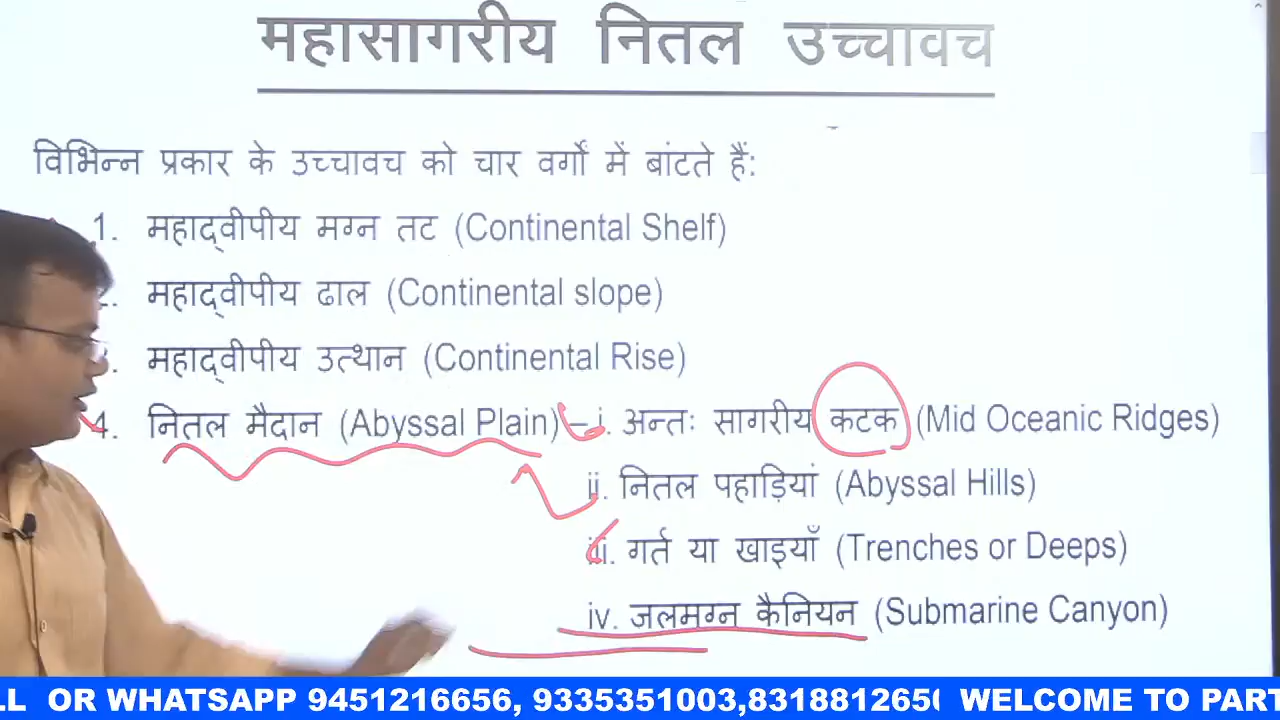 महासागरीय नितल उच्चावच
विभिन्न प्रकार के उच्चावच को चार वर्गों में बांटते हैं:
1. महाद्वीपीय मग्न तट (Continental Shelf)
महाद्वीपीय ढाल (Continental slope)
महाद्वीपीय उत्थान (Continental Rise)
4. नितल मैदान (Abyssal Plain) – i. अन्तः सागरीय कटक (Mid Oceanic Ridges)
ii. नितल पहाड़ियां (Abyssal Hills)
iii. गर्त या खाइयाँ (Trenches or Deeps)
iv. जलमग्न कैनियन (Submarine Canyon)
OR WHATSAPP 9451216656, 9335351003,8318812650 WELCOME TO